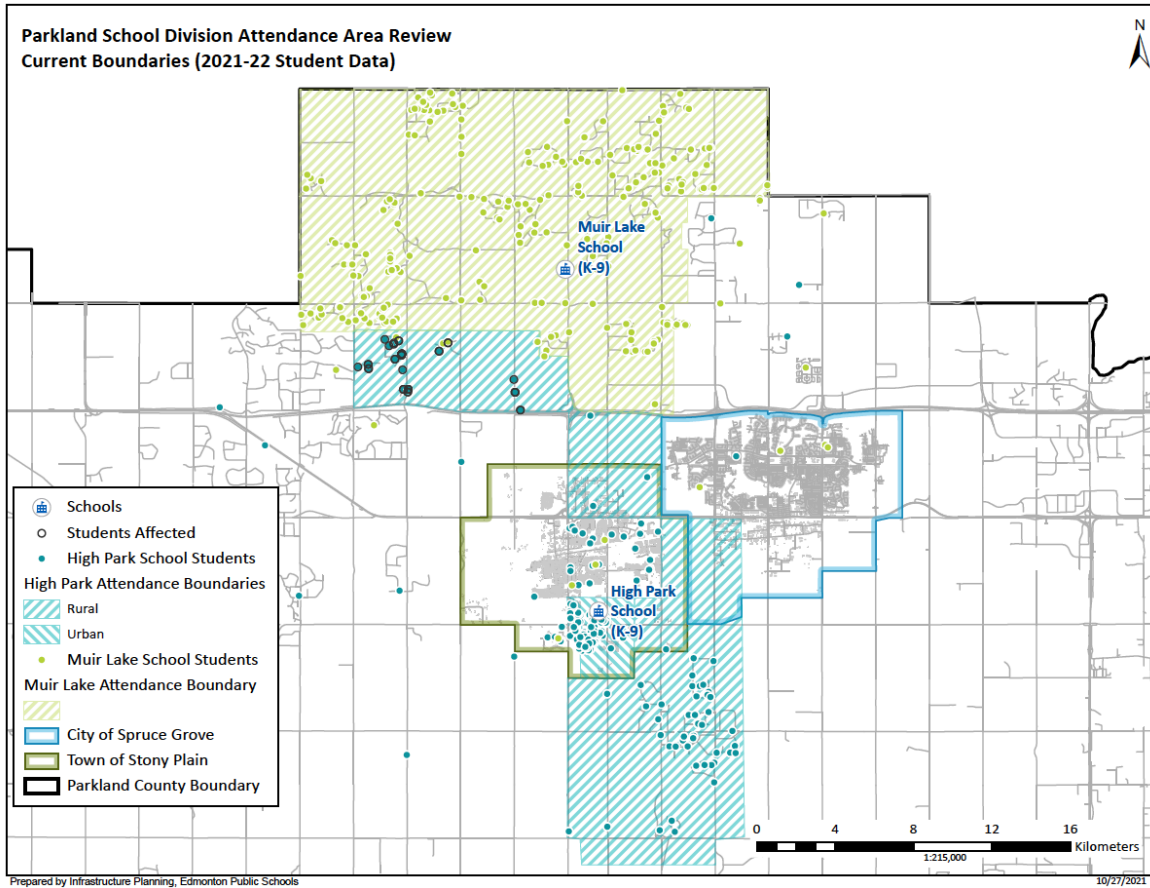 Parkland School Division Attendance Area Review
Current Boundaries (2021-22 Student Data)
N
Muir Lake
School
(K-9)
High Park
School
(K-9)
Schools
Students Affected
High Park School Students
High Park Attendance Boundaries
Rural
Urban
Muir Lake School Students
Muir Lake Attendance Boundary
City of Spruce Grove
Town of Stony Plain
Parkland County Boundary
0 4 8 12 16
Kilometers
1:215,000
Prepared by Infrastructure Planning, Edmonton Public Schools
10/27/2021